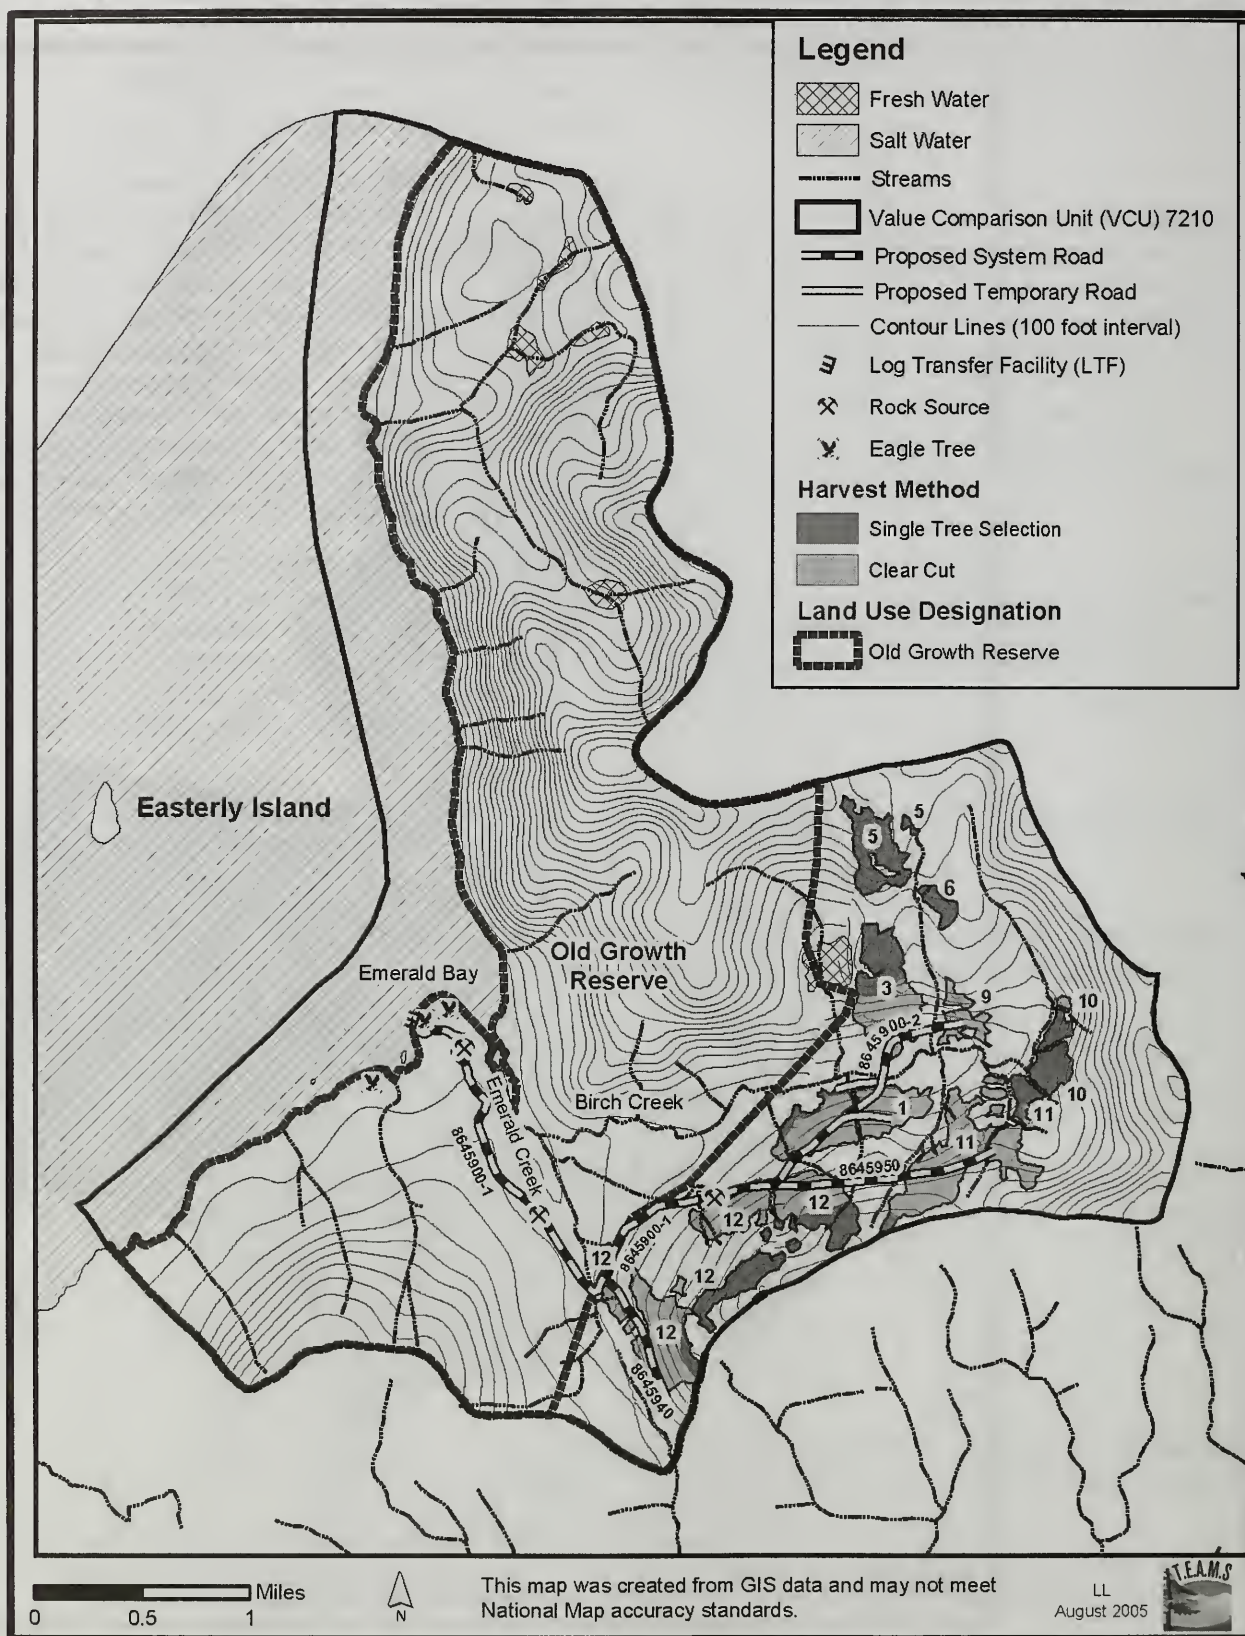 Legend
Fresh Water
Salt Water
Streams
Value Comparison Unit (VCU) 7210
Proposed System Road
Proposed Temporary Road
Contour Lines (100 foot interval)
Log Transfer Facility (LTF)
Rock Source
Eagle Tree
Harvest Method
Single Tree Selection
Clear Cut
Land Use Designation
Old Growth Reserve
Easterly Island
5
5
6
Old Growth
Reserve
Emerald Bay
3
9
10
8645900-2
Emerald Creek
Birch Creek
1
10
11
11
8645900-1
8645950
12
12
12
8645900-1
12
12
8645940
Miles
0 0.5 1
N
This map was created from GIS data and may not meet
National Map accuracy standards.
LL
August 2005
T.E.A.M.S